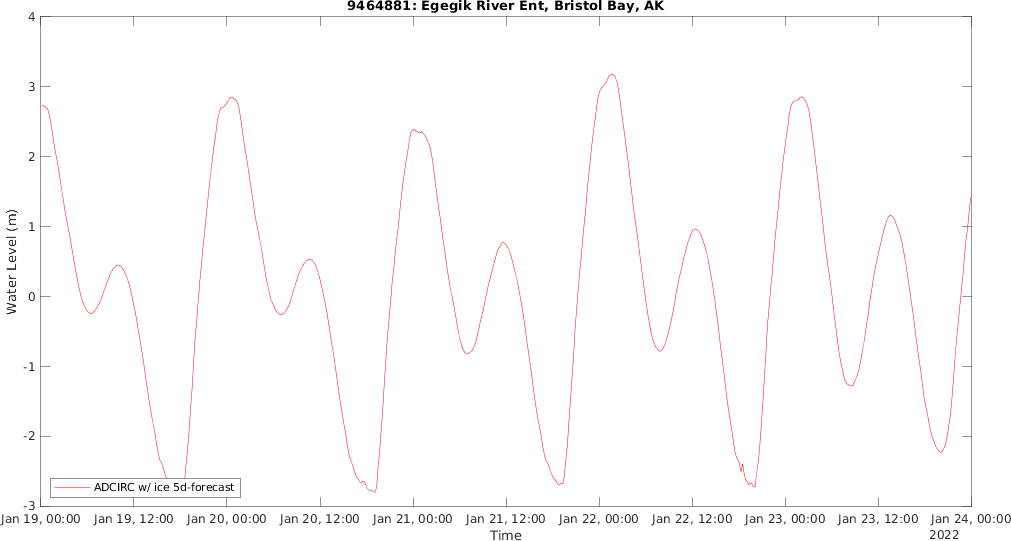 9464881: Egegik River Ent, Bristol Bay, AK
4
3
2
1
0
-1
-2
-3
Water Level (m)
ADCIRC w/ ice 5d-forecast
Jan 19, 00:00 Jan 19, 12:00 Jan 20, 00:00 Jan 20, 12:00 Jan 21, 00:00 Jan 21, 12:00 Jan 22, 00:00 Jan 22, 12:00 Jan 23, 00:00 Jan 23, 12:00 Jan 24, 00:00
Time
2022